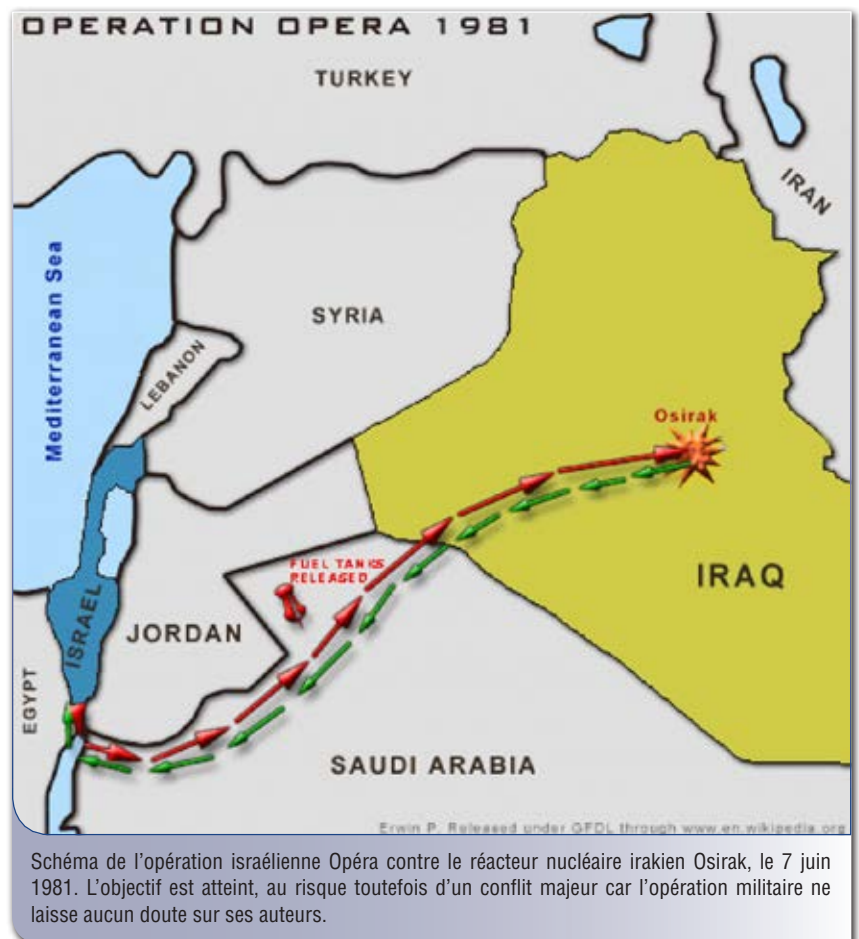 OPERATION OPERA 1981
TURKEY
IRAN
Mediterranean Sea
SYRIA
LEBANON
Osirak
FUEL TANKS
RELEASED
IRAQ
ISRAEL
JORDAN
EGYPT
SAUDI ARABIA
Erwin P. Released under GFDL through www.en.wikipedia.org
Schéma de l'opération israélienne Opéra contre le réacteur nucléaire irakien Osirak, le 7 juin
1981. L'objectif est atteint, au risque toutefois d'un conflit majeur car l'opération militaire ne
laisse aucun doute sur ses auteurs.